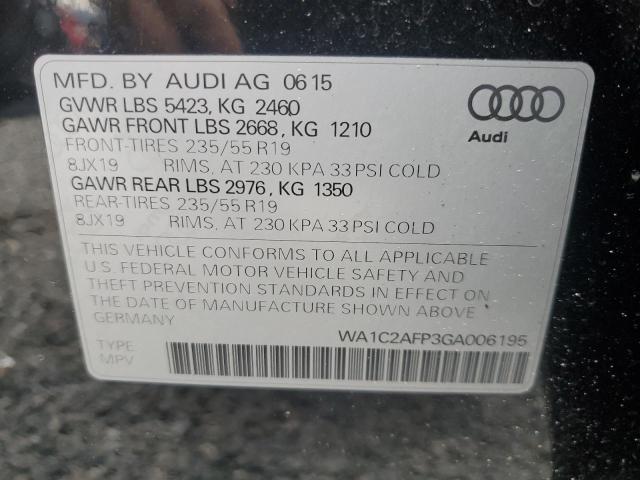 MFD. BY AUDI AG 0615
GVWR LBS 5423, KG 2460
GAWR FRONT LBS 2668, KG 1210
FRONT-TIRES 235/55 R19
8JX19 RIMS, AT 230 KPA 33 PSI COLD
GAWR REAR LBS 2976, KG 1350
REAR-TIRES 235/55 R19
8JX19 RIMS, AT 230 KPA 33 PSI COLD
Audi
THIS VEHICLE CONFORMS TO ALL APPLICABLE
U.S. FEDERAL MOTOR VEHICLE SAFETY AND
THEFT PREVENTION STANDARDS IN EFFECT ON
THE DATE OF MANUFACTURE SHOWN ABOVE
GERMANY
WA1C2AFP3GA006195
TYPE
MPV